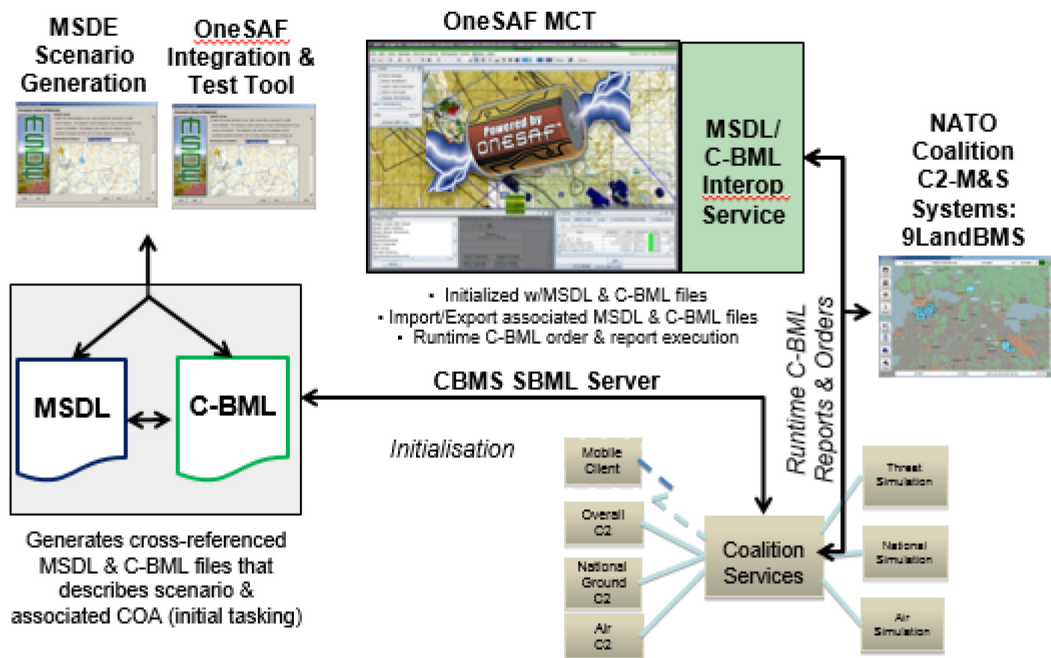 MSDE
Scenario
Generation
OneSAF
Integration &
Test Tool
OneSAF MCT
MSDE
MSDE
Powered by
ONESAF
MSDL/
C-BML
Interop
Service
NATO
Coalition
C2-M&S
Systems:
9LandBMS
• Initialized w/MSDL & C-BML files
• Import/Export associated MSDL & C-BML files
• Runtime C-BML order & report execution
MSDL
C-BML
CBMS SBML Server
Initialisation
Runtime C-BML
Reports & Orders
Generates cross-referenced
MSDL & C-BML files that
describes scenario &
associated COA (initial tasking)
Mobile
Client
Overall
C2
National
Ground
C2
Air
C2
Coalition
Services
Threat
Simulation
National
Simulation
Air
Simulation